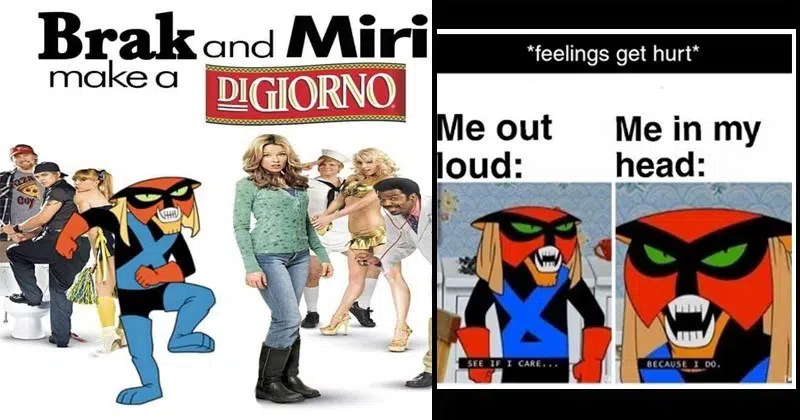 Brak and Miri
make a DIGIORNO
Guy
*feelings get hurt*
Me out
loud:
Me in my
head:
SEE IF I CARE...
BECAUSE I DO.